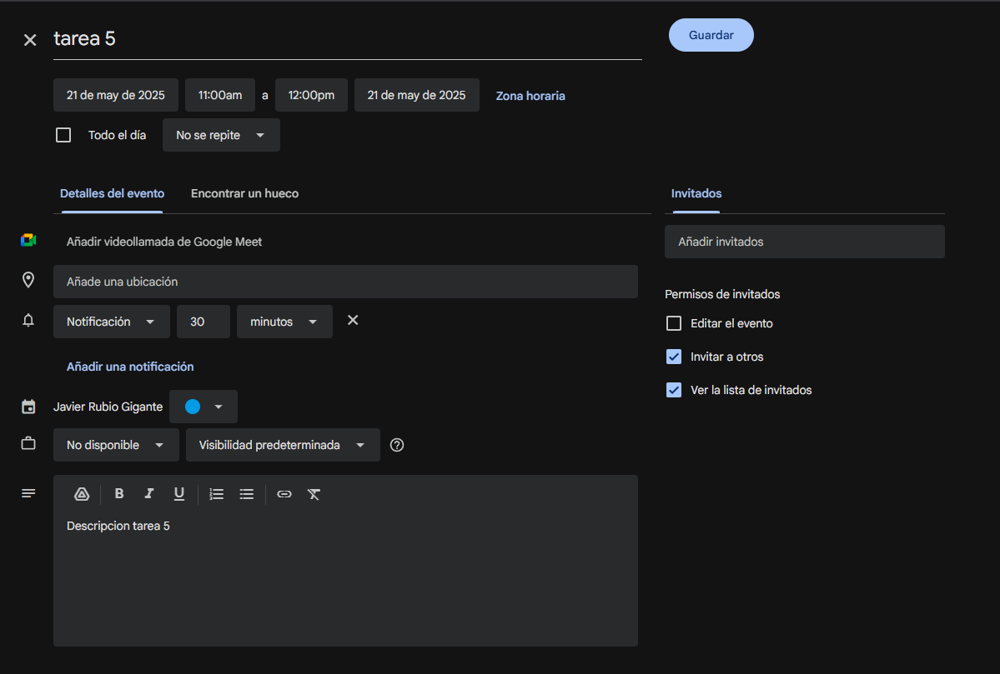 tarea 5
Guardar
21 de may de 2025 11:00am a 12:00pm 21 de may de 2025 Zona horaria
Todo el día No se repite
Detalles del evento Encontrar un hueco
Invitados
Añadir videollamada de Google Meet
Añadir invitados
Añade una ubicación
Permisos de invitados
Notificación 30 minutos
Editar el evento
Invitar a otros
Añadir una notificación
Ver la lista de invitados
Javier Rubio Gigante
No disponible Visibilidad predeterminada
B I U
Descripcion tarea 5